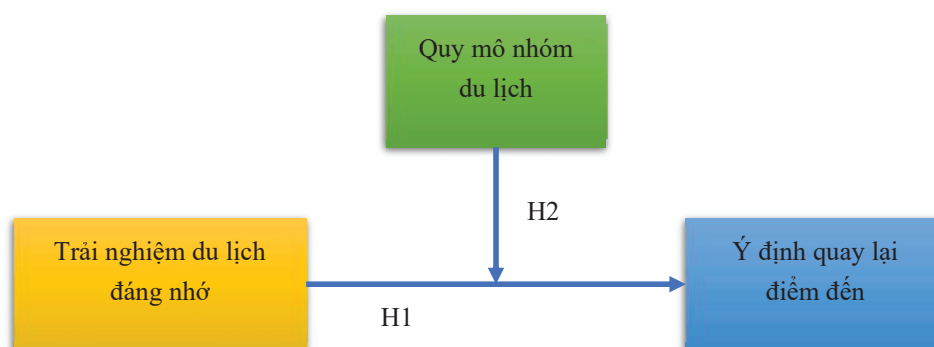 Quy mô nhóm
du lịch
H2
Trải nghiệm du lịch
đáng nhớ
H1
Ý định quay lại
điểm đến